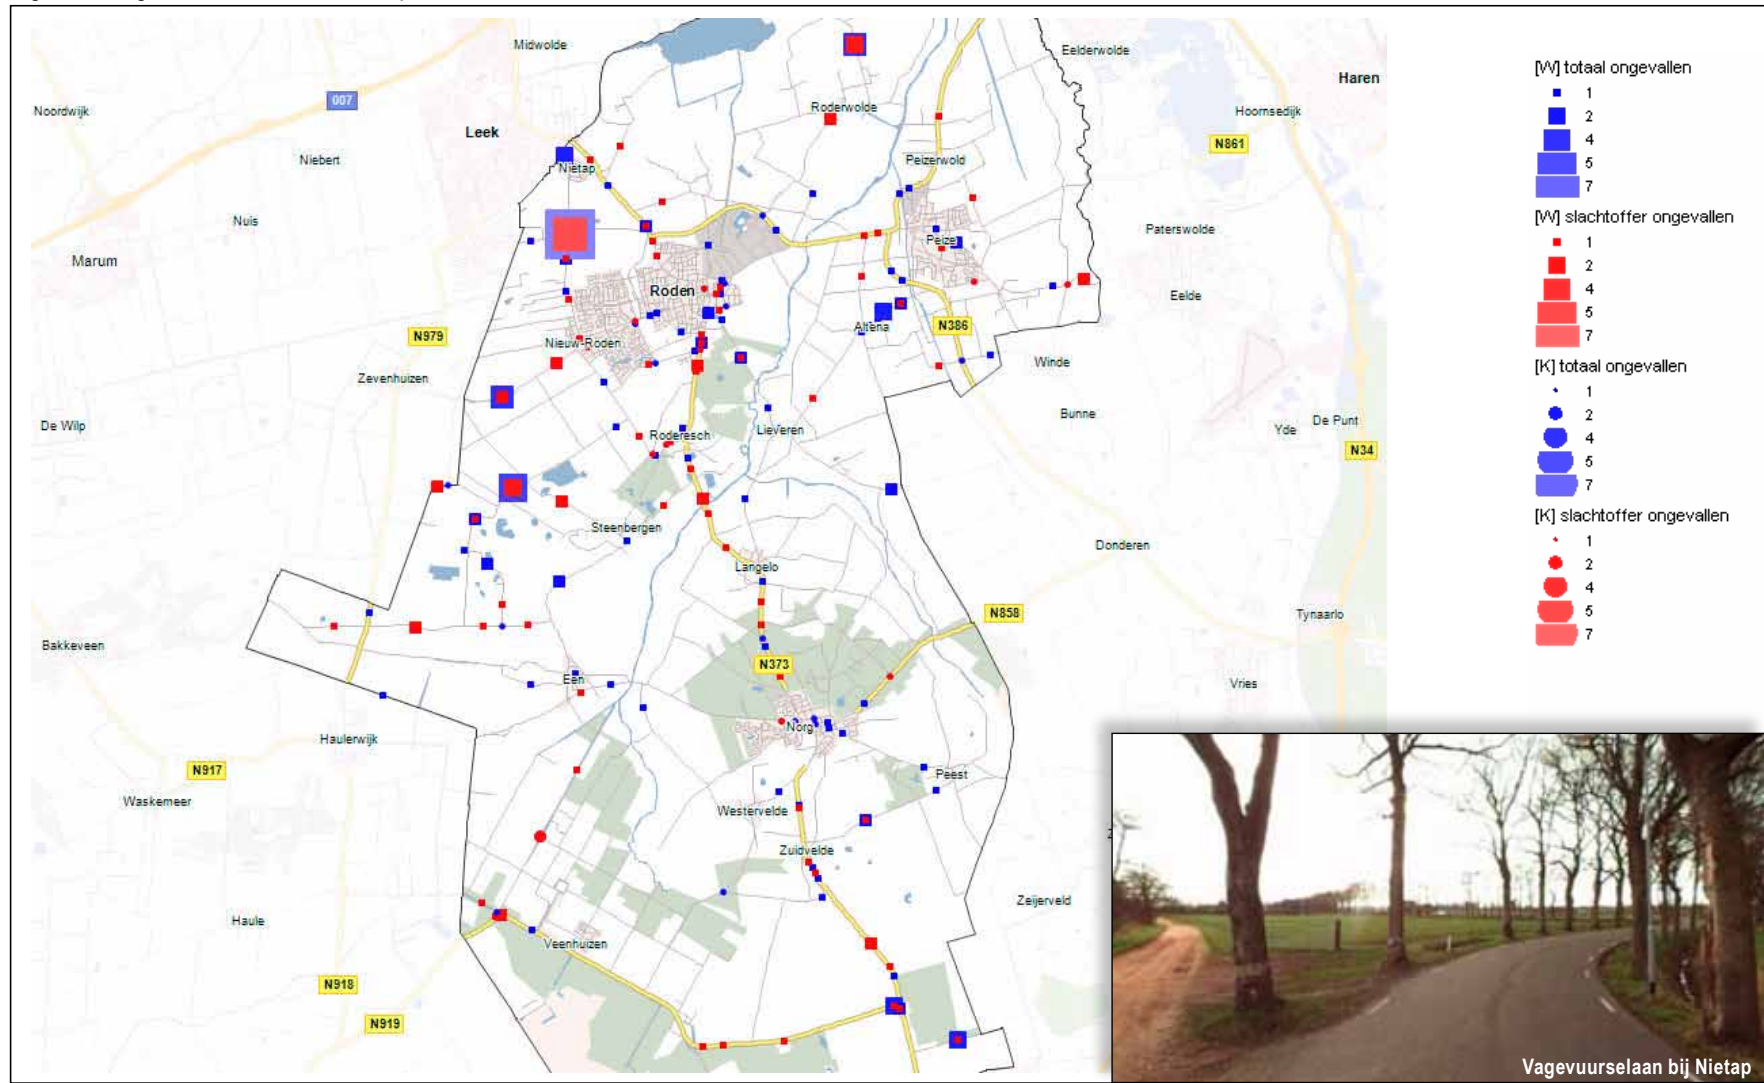 Midwolde
Eelderwolde
Haren
Noordwijk
007
Leek
Roderwolde
Hoornsedijk
Niebert
Nietap
Peizerwold
N861
Nuis
Peize
Paterswolde
Marum
Roden
Eelde
N979
Nieuw-Roden
Altena
N386
Zevenhuizen
Winde
De Wilp
Roderesch
Lieveren
Bunne
Yde
De Punt
N34
Steenbergen
Donderen
Langelo
N858
Tynaarlo
Bakkeveen
Een
N373
Vries
Norg
Haulerwijk
N917
Peest
Waskemeer
Westervelde
Zuidvelde
Zeijerveld
Haule
Veenhuizen
N918
N919
[W] totaal ongevallen
1
2
4
5
7
[W] slachtoffer ongevallen
1
2
4
5
7
[K] totaal ongevallen
1
2
4
5
7
[K] slachtoffer ongevallen
1
2
4
5
7
Vagevuurselaan bij Nietap